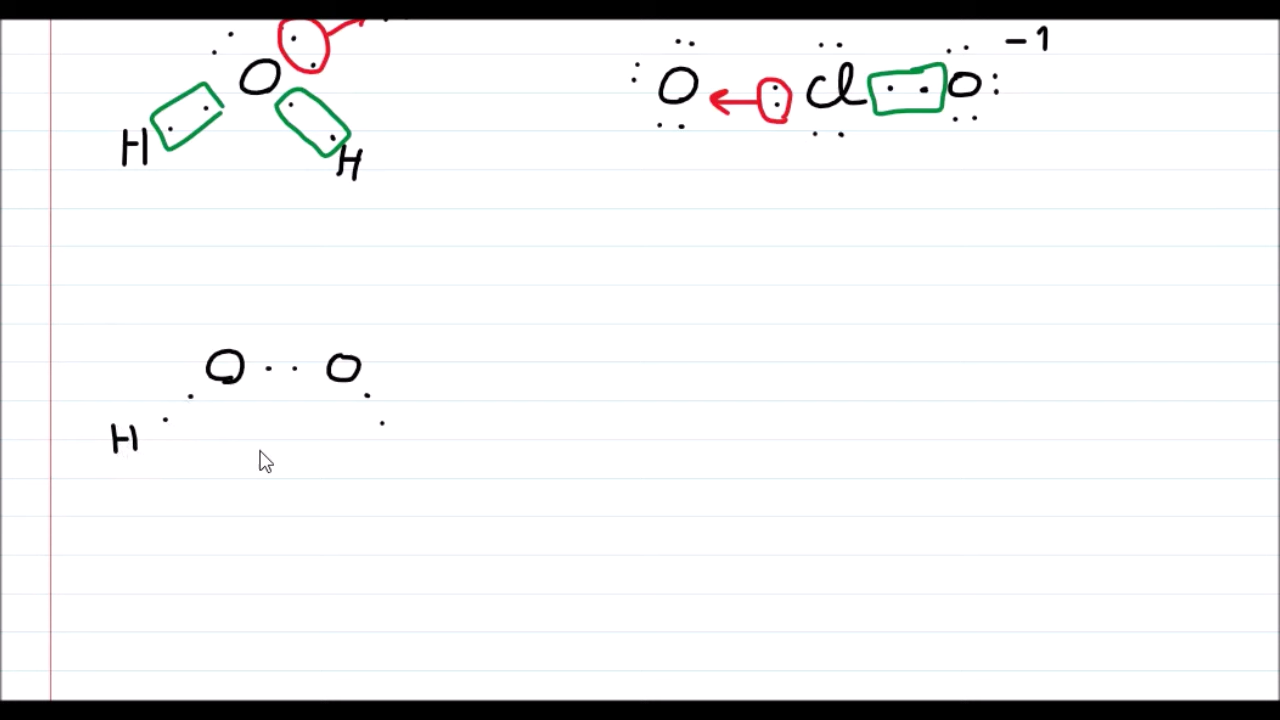 O
H H
O Cl O -1
O O
H